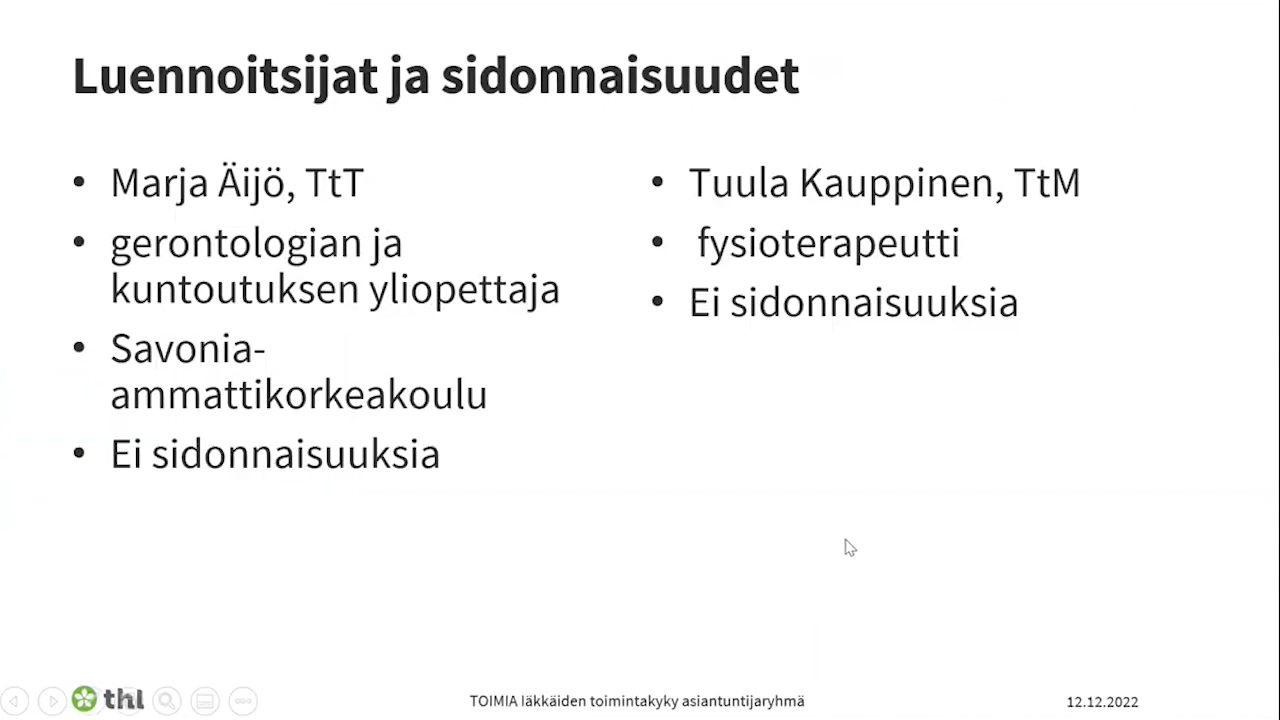 Luennoitsijat ja sidonnaisuudet
• Marja Äijö, TtT
• gerontologian ja
kuntoutuksen yliopettaja
• Savonia-
ammattikorkeakoulu
• Ei sidonnaisuuksia
• Tuula Kauppinen, TtM
• fysioterapeutti
• Ei sidonnaisuuksia
thl
TOIMIA Iäkkäiden toimintakyky asiantuntijaryhmä
12.12.2022